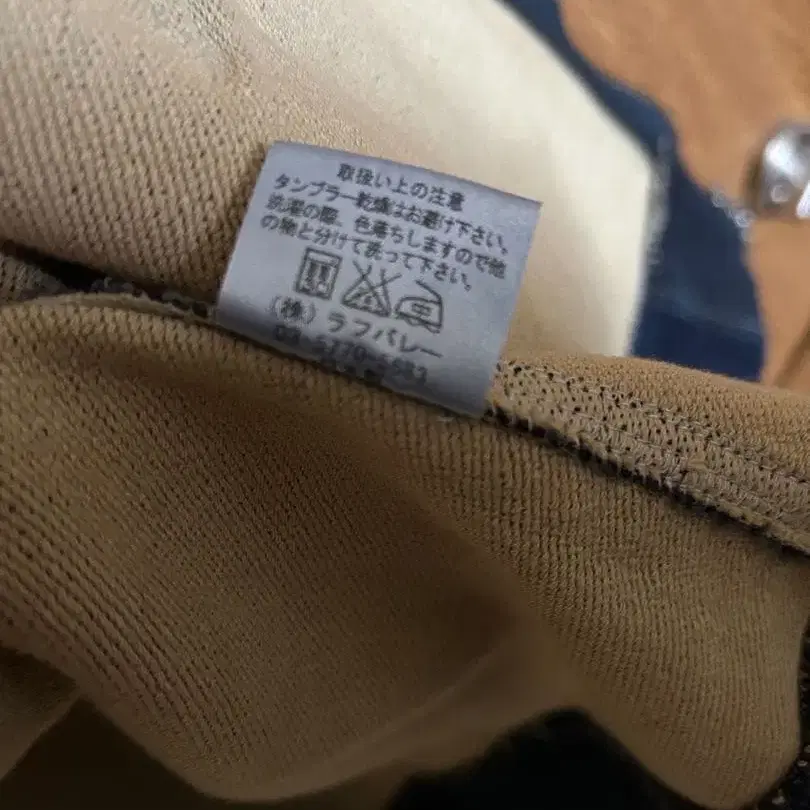 取扱い上の注意
タンブラー乾燥はお避け下さい。
洗濯の際、色落ちしますので他
の物と分けて洗って下さい。
(株)ラフバレー